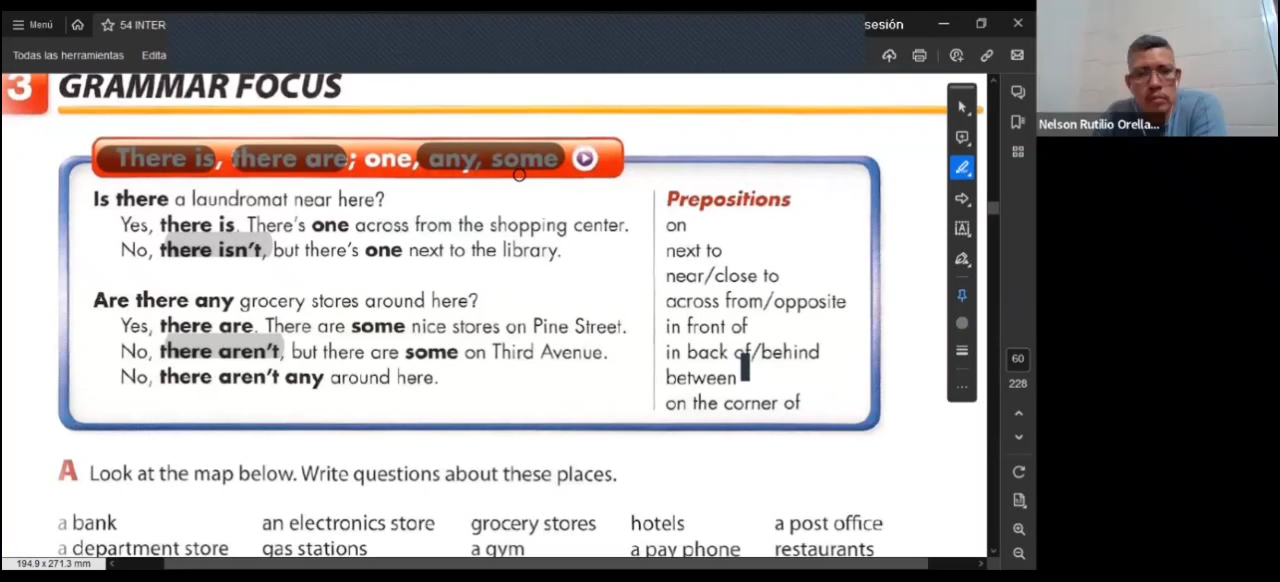 Menú
54 INTER
sesión
Todas las herramientas
Edita
3 GRAMMAR FOCUS
There is, there are; one, any, some
Is there a laundromat near here?
Yes, there is. There's one across from the shopping center.
No, there isn't, but there's one next to the library.
Are there any grocery stores around here?
Yes, there are. There are some nice stores on Pine Street.
No, there aren't, but there are some on Third Avenue.
No, there aren't any around here.
Prepositions
on
next to
near/close to
across from/opposite
in front of
in back of/behind
between
on the corner of
A Look at the map below. Write questions about these places.
a bank an electronics store grocery stores hotels a post office
a department store gas stations a gym a pay phone restaurants
194.9 x 271.3 mm
60
228
Nelson Rutilio Orella...